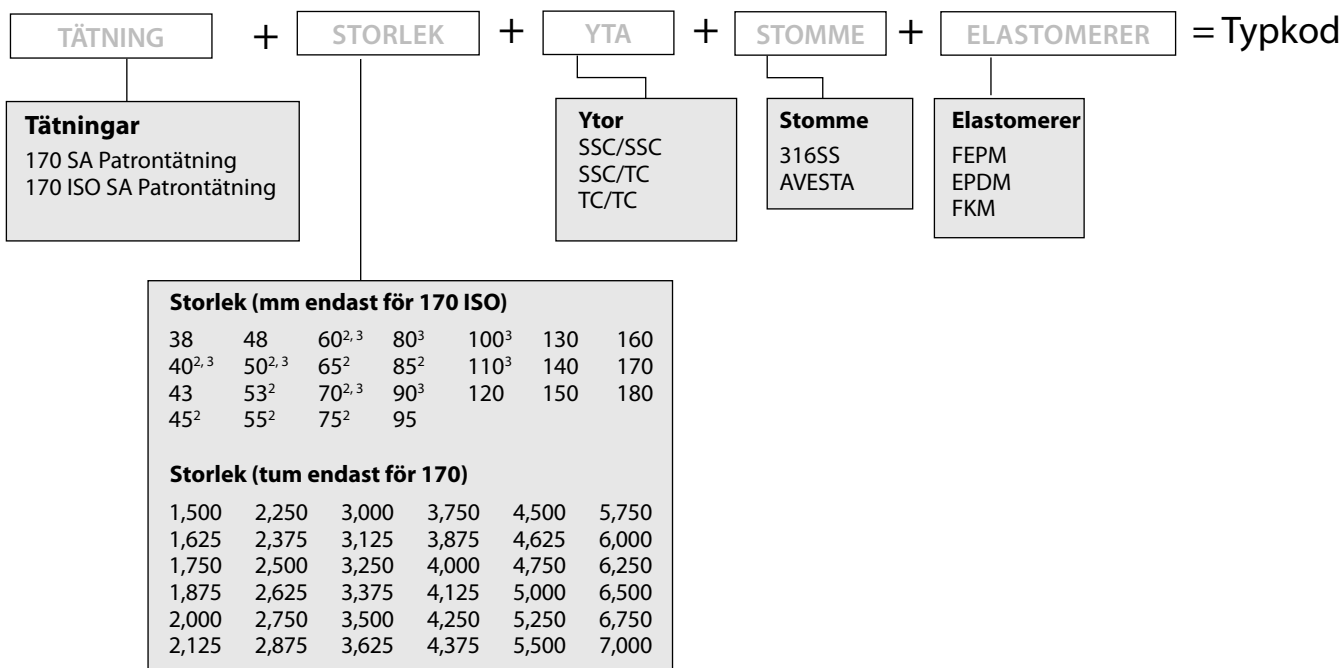 TÄTNING + STORLEK + YTA + STOMME + ELASTOMERER = Typkod
Tätningar
170 SA Patrontätning
170 ISO SA Patrontätning
Ytor
SSC/SSC
SSC/TC
TC/TC
Stomme
316SS
AVESTA
Elastomerer
FEPM
EPDM
FKM
Storlek (mm endast för 170 ISO)
38 48 60²,³ 80³ 100³ 130 160
40²,³ 50²,³ 65² 85² 110³ 140 170
43 53² 70²,³ 90³ 120 150 180
45² 55² 75² 95
Storlek (tum endast för 170)
1,500 2,250 3,000 3,750 4,500 5,750
1,625 2,375 3,125 3,875 4,625 6,000
1,750 2,500 3,250 4,000 4,750 6,250
1,875 2,625 3,375 4,125 5,000 6,500
2,000 2,750 3,500 4,250 5,250 6,750
2,125 2,875 3,625 4,375 5,500 7,000